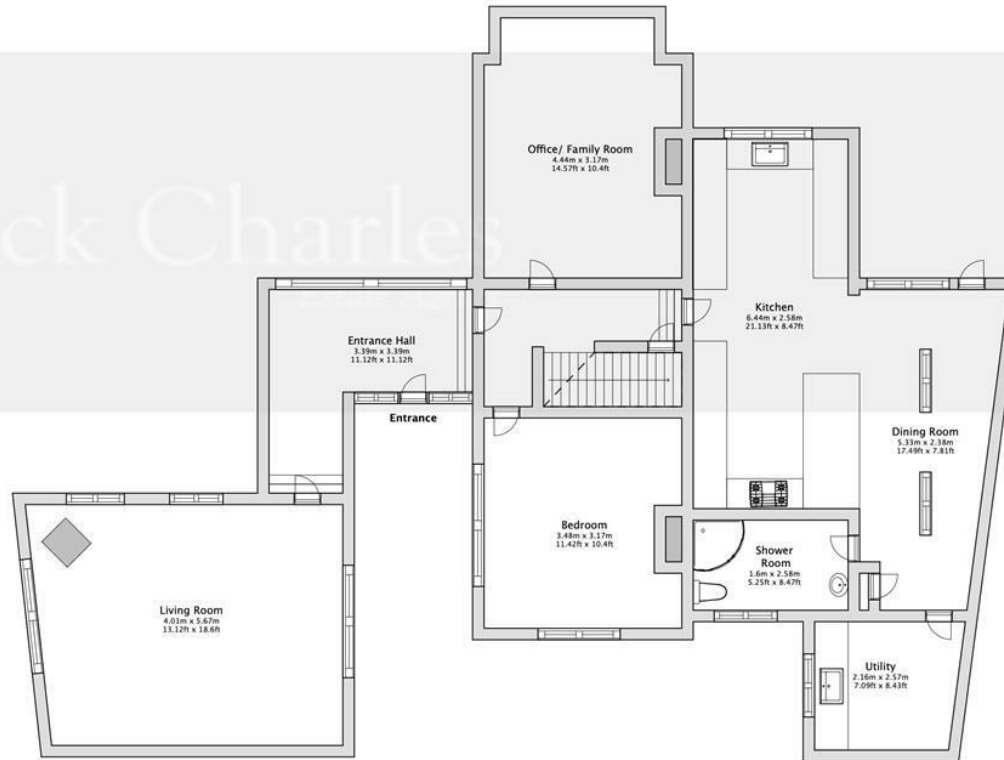 Office/ Family Room
4.44m x 3.17m
14.57ft x 10.4ft
ck Charles
Kitchen
6.44m x 2.58m
21.13ft x 8.47ft
Entrance Hall
3.39m x 3.39m
11.12ft x 11.12ft
Entrance
Dining Room
5.33m x 2.38m
17.49ft x 7.81ft
Bedroom
3.48m x 3.17m
11.42ft x 10.4ft
Shower
Room
1.6m x 2.58m
5.25ft x 8.47ft
Living Room
4.01m x 5.67m
13.12ft x 18.6ft
Utility
2.16m x 2.57m
7.09ft x 8.43ft